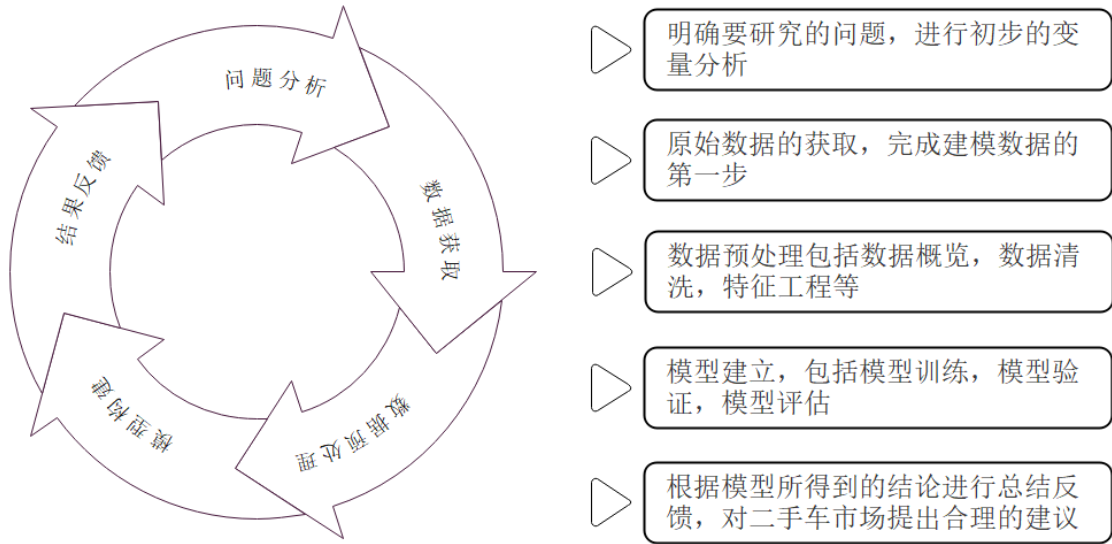 问题分析
数据获取
数据预处理
模型构建
结果反馈
明确要研究的问题，进行初步的变
量分析
原始数据的获取，完成建模数据的
第一步
数据预处理包括数据概览，数据清
洗，特征工程等
模型建立，包括模型训练，模型验
证，模型评估
根据模型所得到的结论进行总结反
馈，对二手车市场提出合理的建议